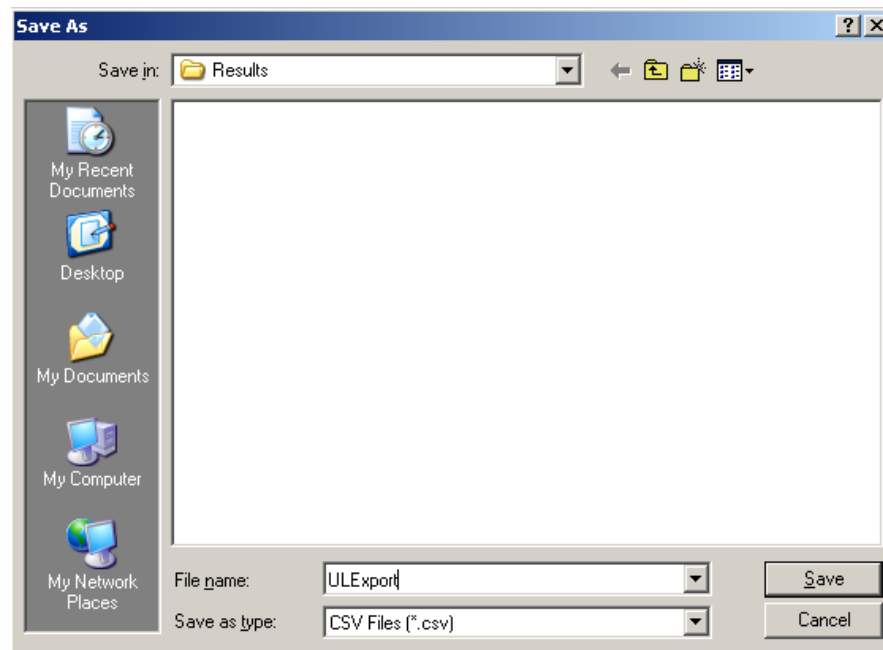 Save As
Save in:
Results
My Recent
Documents
Desktop
My Documents
My Computer
My Network
Places
File name:
ULExport
Save
Save as type:
CSV Files (*.csv)
Cancel